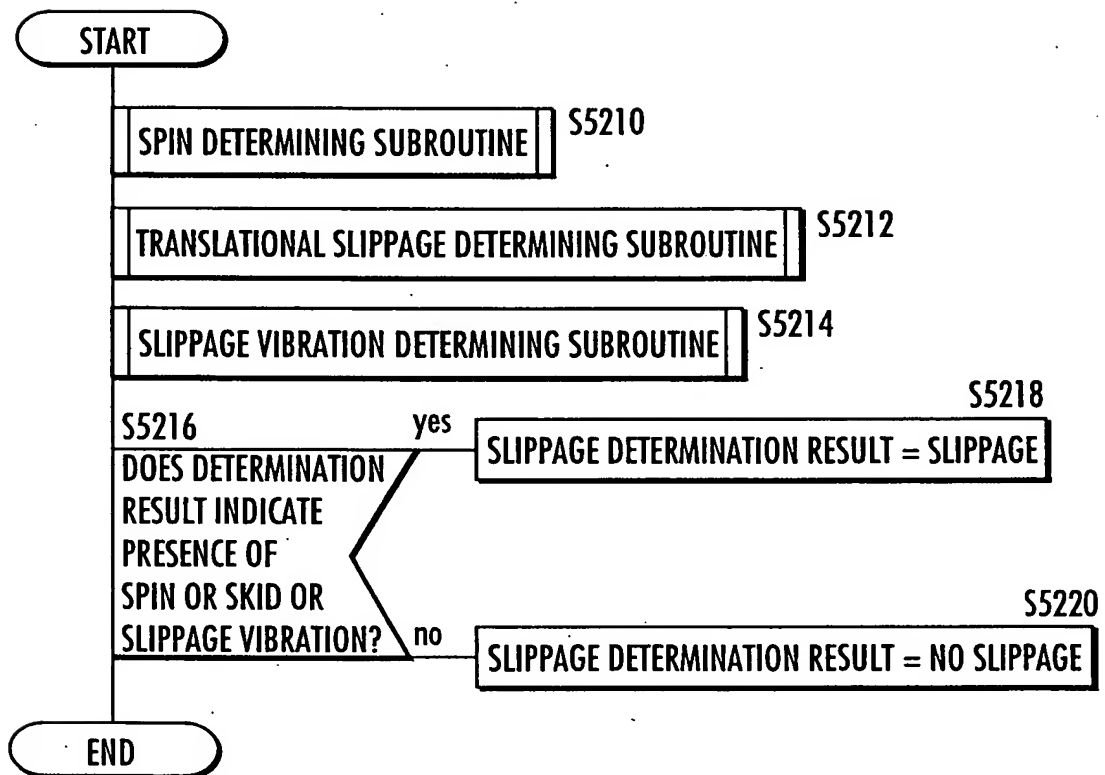 START
SPIN DETERMINING SUBROUTINE
S5210
TRANSLATIONAL SLIPPAGE DETERMINING SUBROUTINE
S5212
SLIPPAGE VIBRATION DETERMINING SUBROUTINE
S5214
S5216
DOES DETERMINATION
RESULT INDICATE
PRESENCE OF
SPIN OR SKID OR
SLIPPAGE VIBRATION?
yes
S5218
SLIPPAGE DETERMINATION RESULT = SLIPPAGE
no
S5220
SLIPPAGE DETERMINATION RESULT = NO SLIPPAGE
END